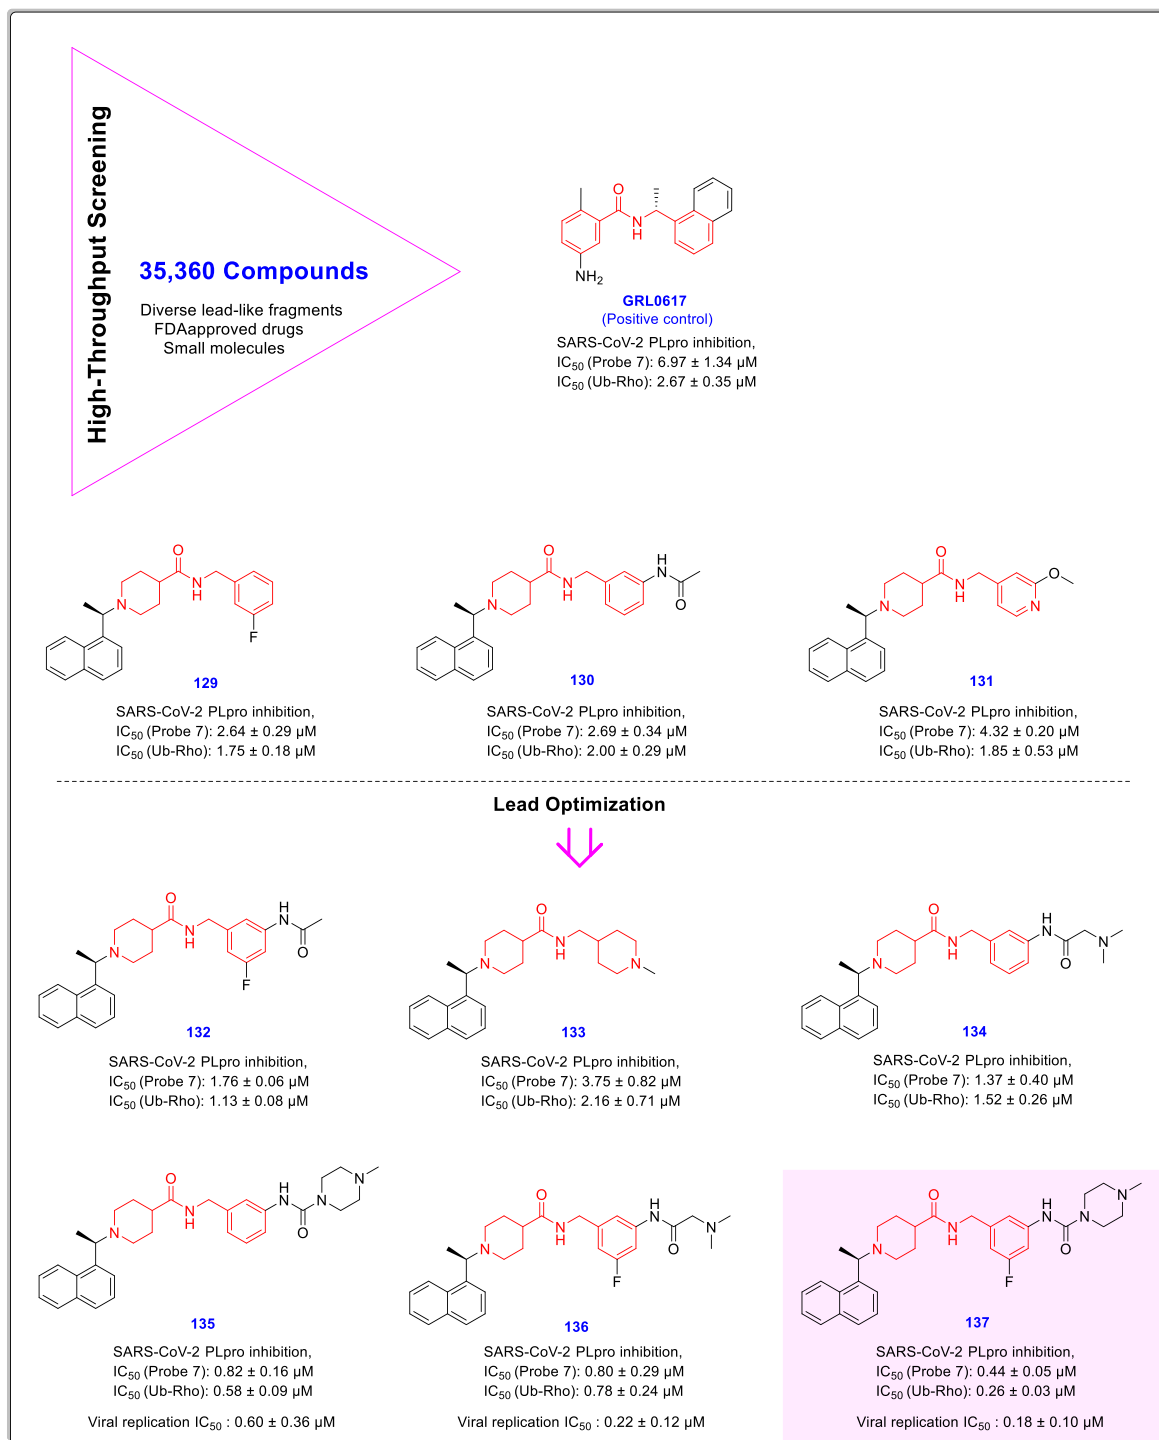 High-Throughput Screening
35,360 Compounds
Diverse lead-like fragments
FDAapproved drugs
Small molecules
O
N
H
NH₂
GRL0617
(Positive control)
SARS-CoV-2 PLpro inhibition,
IC₅₀ (Probe 7): 6.97 ± 1.34 µM
IC₅₀ (Ub-Rho): 2.67 ± 0.35 µM
O
N
H
N
F
129
SARS-CoV-2 PLpro inhibition,
IC₅₀ (Probe 7): 2.64 ± 0.29 µM
IC₅₀ (Ub-Rho): 1.75 ± 0.18 µM
O
N
H
N
H
N
O
130
SARS-CoV-2 PLpro inhibition,
IC₅₀ (Probe 7): 2.69 ± 0.34 µM
IC₅₀ (Ub-Rho): 2.00 ± 0.29 µM
O
N
H
N
O
N
131
SARS-CoV-2 PLpro inhibition,
IC₅₀ (Probe 7): 4.32 ± 0.20 µM
IC₅₀ (Ub-Rho): 1.85 ± 0.53 µM
Lead Optimization
O
N
H
N
H
N
O
F
132
SARS-CoV-2 PLpro inhibition,
IC₅₀ (Probe 7): 1.76 ± 0.06 µM
IC₅₀ (Ub-Rho): 1.13 ± 0.08 µM
O
N
H
N
N
133
SARS-CoV-2 PLpro inhibition,
IC₅₀ (Probe 7): 3.75 ± 0.82 µM
IC₅₀ (Ub-Rho): 2.16 ± 0.71 µM
O
N
H
N
H
N
O
N
134
SARS-CoV-2 PLpro inhibition,
IC₅₀ (Probe 7): 1.37 ± 0.40 µM
IC₅₀ (Ub-Rho): 1.52 ± 0.26 µM
O
N
H
N
H
N
O
N
N
135
SARS-CoV-2 PLpro inhibition,
IC₅₀ (Probe 7): 0.82 ± 0.16 µM
IC₅₀ (Ub-Rho): 0.58 ± 0.09 µM
Viral replication IC₅₀ : 0.60 ± 0.36 µM
O
N
H
N
H
N
O
N
F
136
SARS-CoV-2 PLpro inhibition,
IC₅₀ (Probe 7): 0.80 ± 0.29 µM
IC₅₀ (Ub-Rho): 0.78 ± 0.24 µM
Viral replication IC₅₀ : 0.22 ± 0.12 µM
O
N
H
N
H
N
O
N
N
F
137
SARS-CoV-2 PLpro inhibition,
IC₅₀ (Probe 7): 0.44 ± 0.05 µM
IC₅₀ (Ub-Rho): 0.26 ± 0.03 µM
Viral replication IC₅₀ : 0.18 ± 0.10 µM